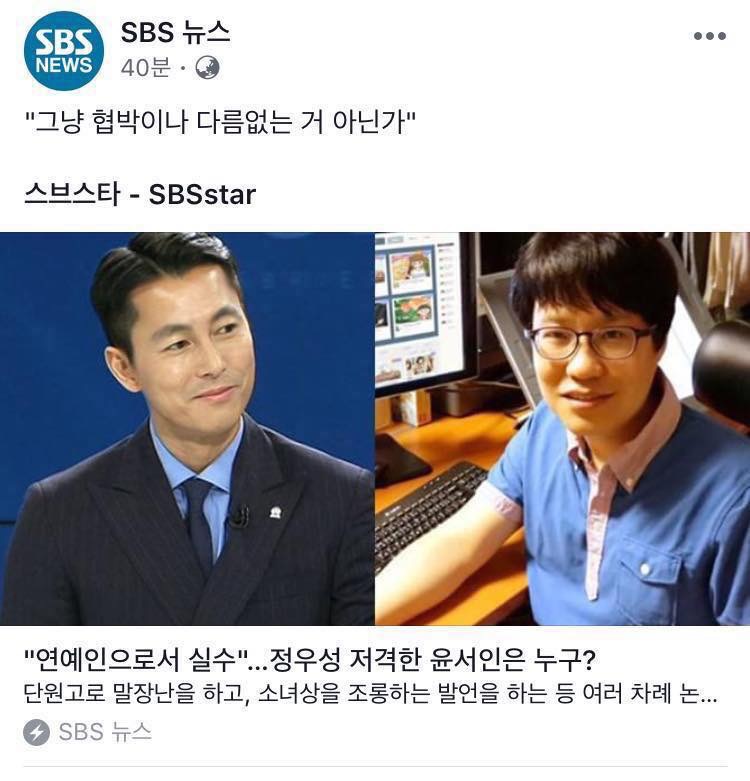 SBS
NEWS
SBS 뉴스
40분 ·
"그냥 협박이나 다름없는 거 아닌가"
스브스타 - SBSstar
"연예인으로서 실수"...정우성 저격한 윤서인은 누구?
단원고로 말장난을 하고, 소녀상을 조롱하는 발언을 하는 등 여러 차례 논...
SBS 뉴스